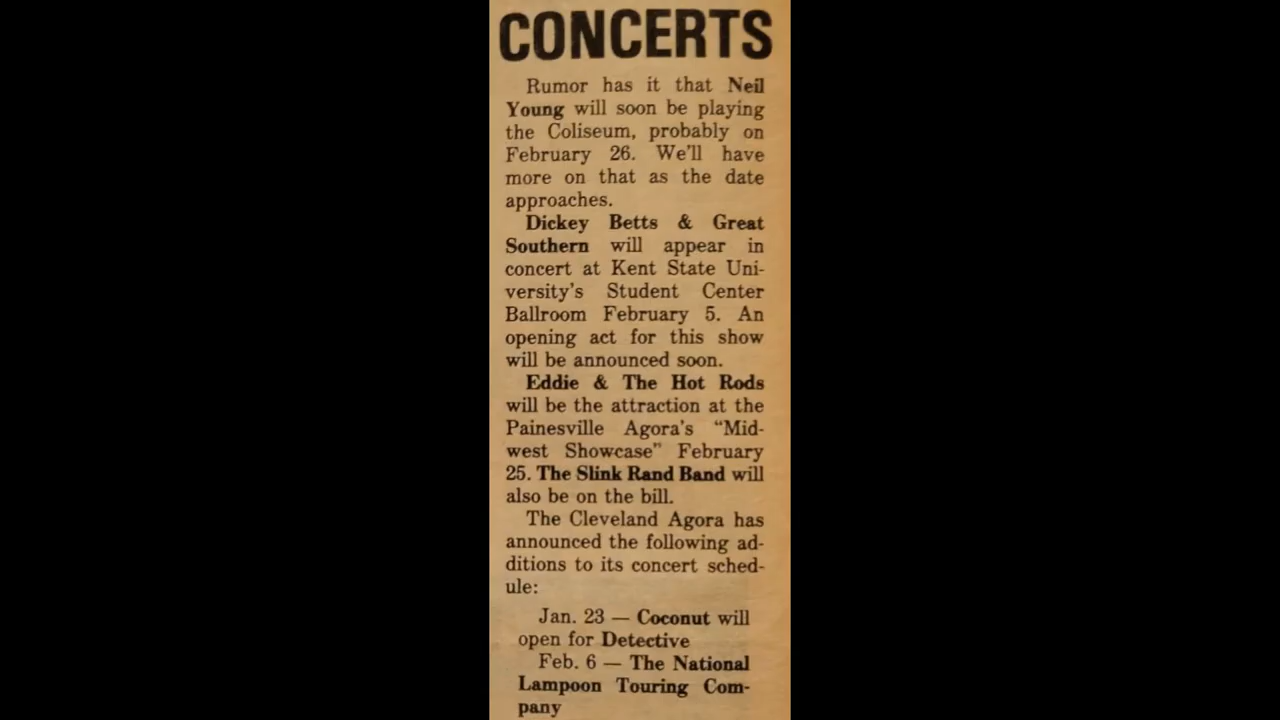 CONCERTS
Rumor has it that Neil
Young will soon be playing
the Coliseum, probably on
February 26. We'll have
more on that as the date
approaches.
Dickey Betts & Great
Southern will appear in
concert at Kent State Uni-
versity's Student Center
Ballroom February 5. An
opening act for this show
will be announced soon.
Eddie & The Hot Rods
will be the attraction at the
Painesville Agora's "Mid-
west Showcase" February
25. The Slink Rand Band will
also be on the bill.
The Cleveland Agora has
announced the following ad-
ditions to its concert sched-
ule:
Jan. 23 — Coconut will
open for Detective
Feb. 6 — The National
Lampoon Touring Com-
pany